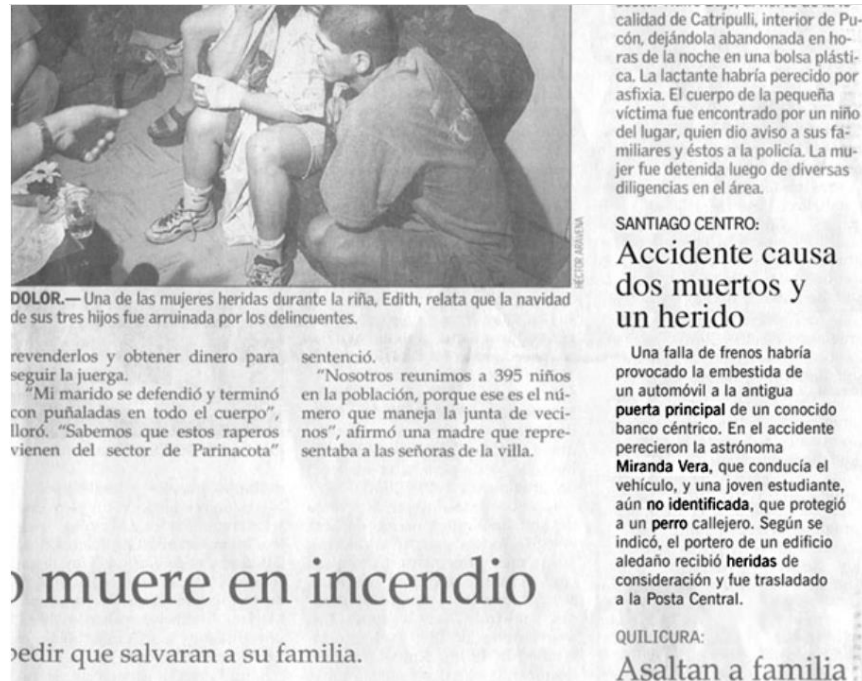 DOLOR.— Una de las mujeres heridas durante la riña, Edith, relata que la navidad
de sus tres hijos fue arruinada por los delincuentes.
HECTOR ARAVENA
revenderlos y obtener dinero para
seguir la juerga.
"Mi marido se defendió y terminó
con puñaladas en todo el cuerpo",
lloró. "Sabemos que estos raperos
vienen del sector de Parinacota"
sentenció.
"Nosotros reunimos a 395 niños
en la población, porque ese es el nú-
mero que maneja la junta de veci-
nos", afirmó una madre que repre-
sentaba a las señoras de la villa.
o muere en incendio
pedir que salvaran a su familia.
calidad de Catripulli, interior de Pu-
cón, dejándola abandonada en ho-
ras de la noche en una bolsa plásti-
ca. La lactante habría perecido por
asfixia. El cuerpo de la pequeña
víctima fue encontrado por un niño
del lugar, quien dio aviso a sus fa-
miliares y éstos a la policía. La mu-
jer fue detenida luego de diversas
diligencias en el área.
SANTIAGO CENTRO:
Accidente causa
dos muertos y
un herido
Una falla de frenos habría
provocado la embestida de
un automóvil a la antigua
puerta principal de un conocido
banco céntrico. En el accidente
perecieron la astrónoma
Miranda Vera, que conducía el
vehículo, y una joven estudiante,
aún no identificada, que protegió
a un perro callejero. Según se
indicó, el portero de un edificio
aledaño recibió heridas de
consideración y fue trasladado
a la Posta Central.
QUILICURA:
Asaltan a familia